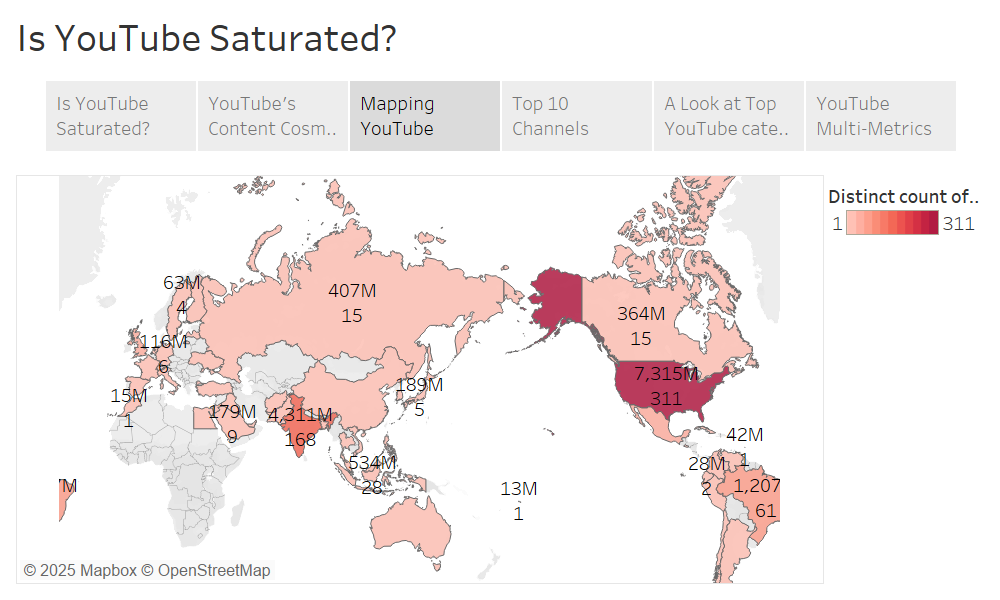 Is YouTube Saturated?
Is YouTube
Saturated?
YouTube's
Content Cosm..
Mapping
YouTube
Top 10
Channels
A Look at Top
YouTube cate..
YouTube
Multi-Metrics
Distinct count of..
1 311
63M
4
407M
15
364M
15
116M
6
7,315M
311
15M
1
189M
5
179M
9
4,311M
168
42M
1
534M
28
28M
2
1,207
61
7M
13M
1
© 2025 Mapbox © OpenStreetMap